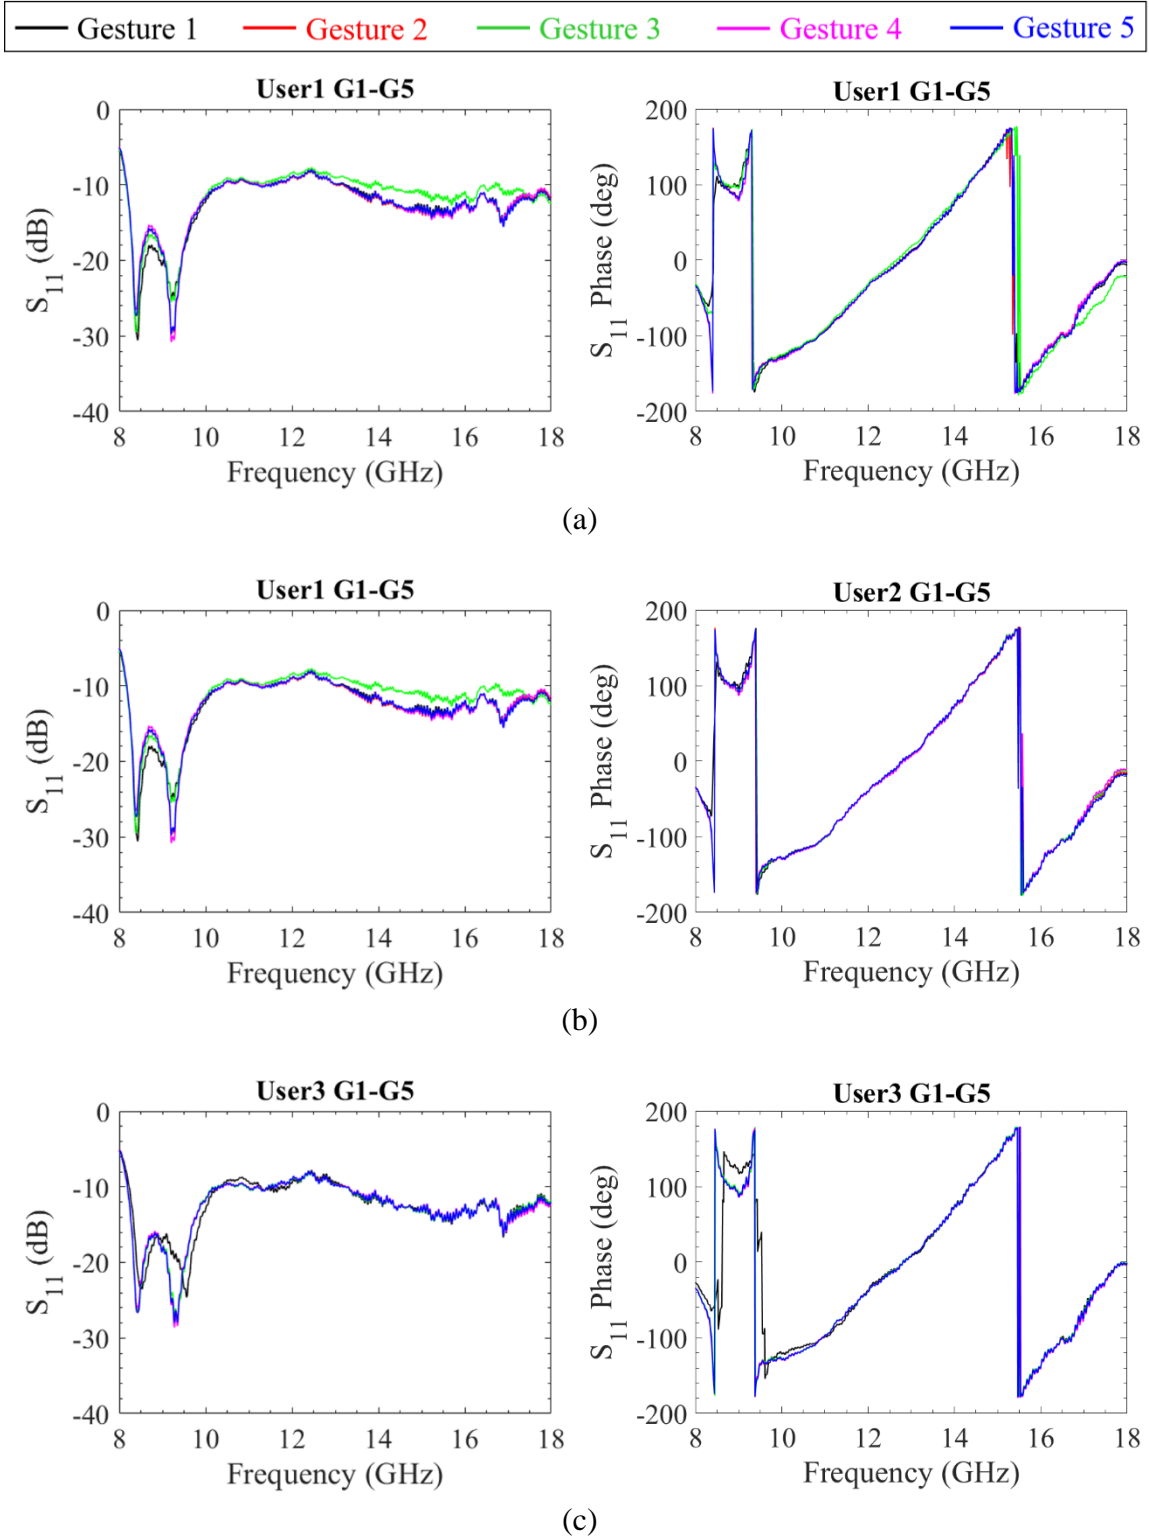 Gesture 1 Gesture 2 Gesture 3 Gesture 4 Gesture 5
User1 G1-G5
0
-10
-20
-30
-40
S11 (dB)
8 10 12 14 16 18
Frequency (GHz)
User1 G1-G5
200
100
0
-100
-200
S11 Phase (deg)
8 10 12 14 16 18
Frequency (GHz)
(a)
User1 G1-G5
0
-10
-20
-30
-40
S11 (dB)
8 10 12 14 16 18
Frequency (GHz)
User2 G1-G5
200
100
0
-100
-200
S11 Phase (deg)
8 10 12 14 16 18
Frequency (GHz)
(b)
User3 G1-G5
0
-10
-20
-30
-40
S11 (dB)
8 10 12 14 16 18
Frequency (GHz)
User3 G1-G5
200
100
0
-100
-200
S11 Phase (deg)
8 10 12 14 16 18
Frequency (GHz)
(c)